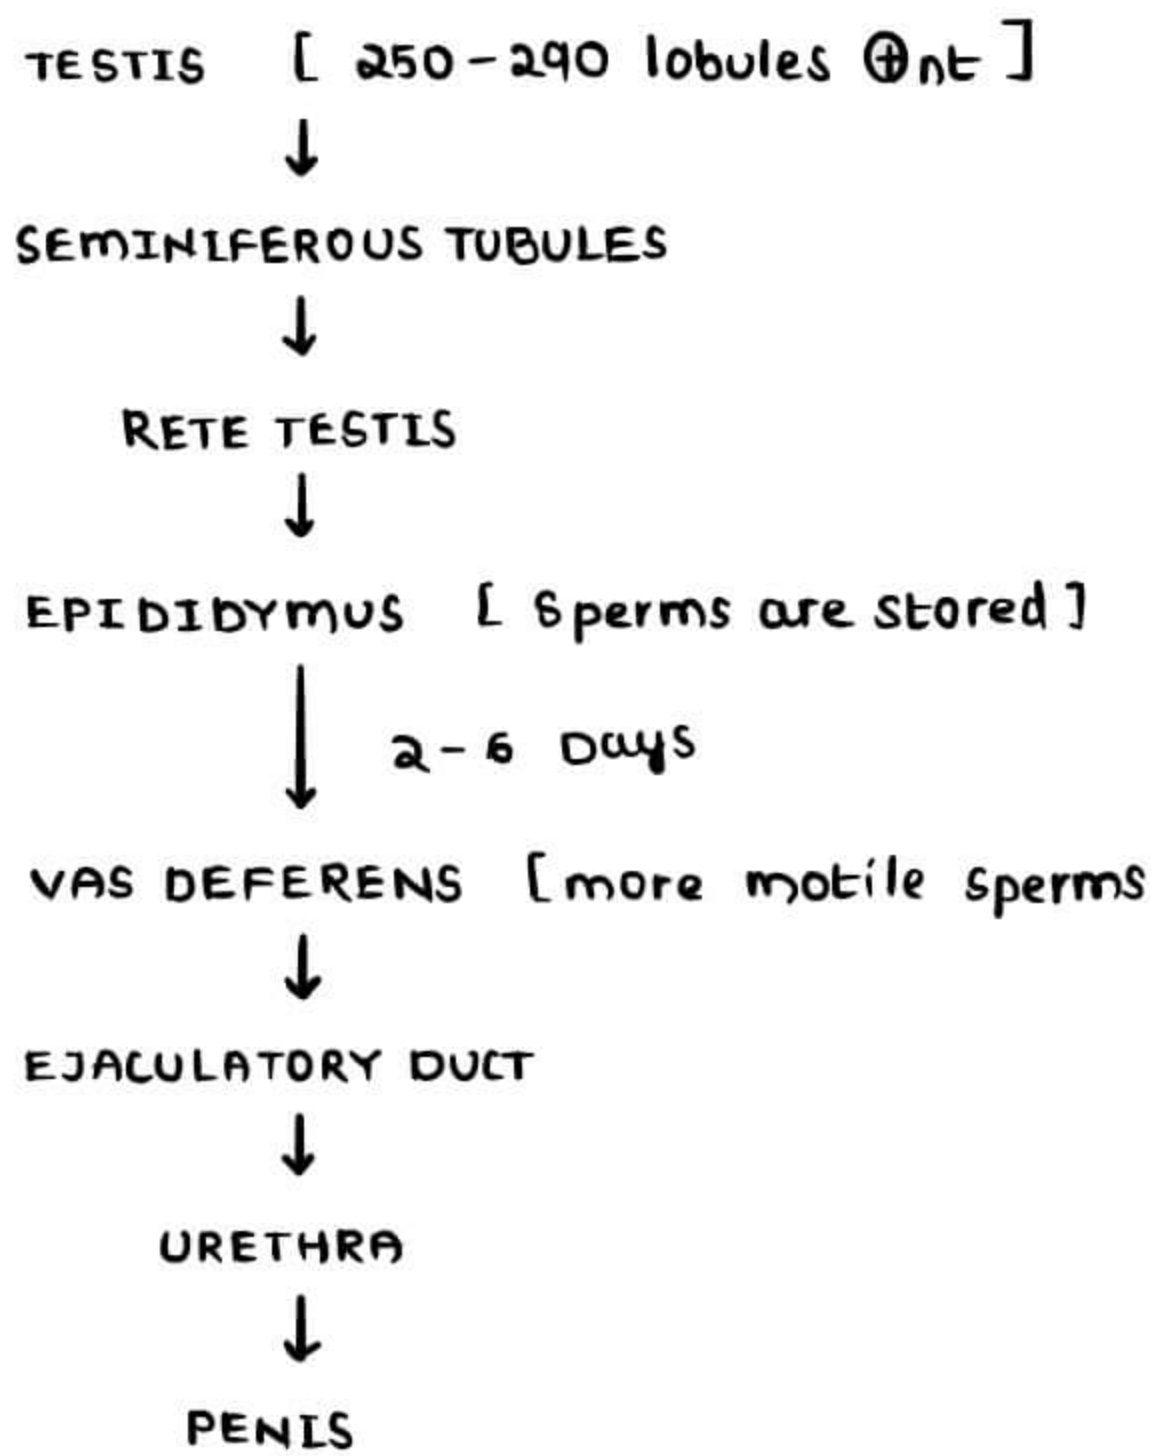 TESTIS [ 250-290 lobules ⊕nt ]
↓
SEMINIFEROUS TUBULES
↓
RETE TESTIS
↓
EPIDIDYMUS [ Sperms are stored ]
↓ 2-6 Days
VAS DEFERENS [ more motile sperms
↓
EJACULATORY DUCT
↓
URETHRA
↓
PENIS